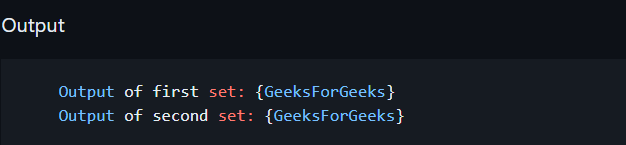 Output
Output of first set: {GeeksForGeeks}
Output of second set: {GeeksForGeeks}